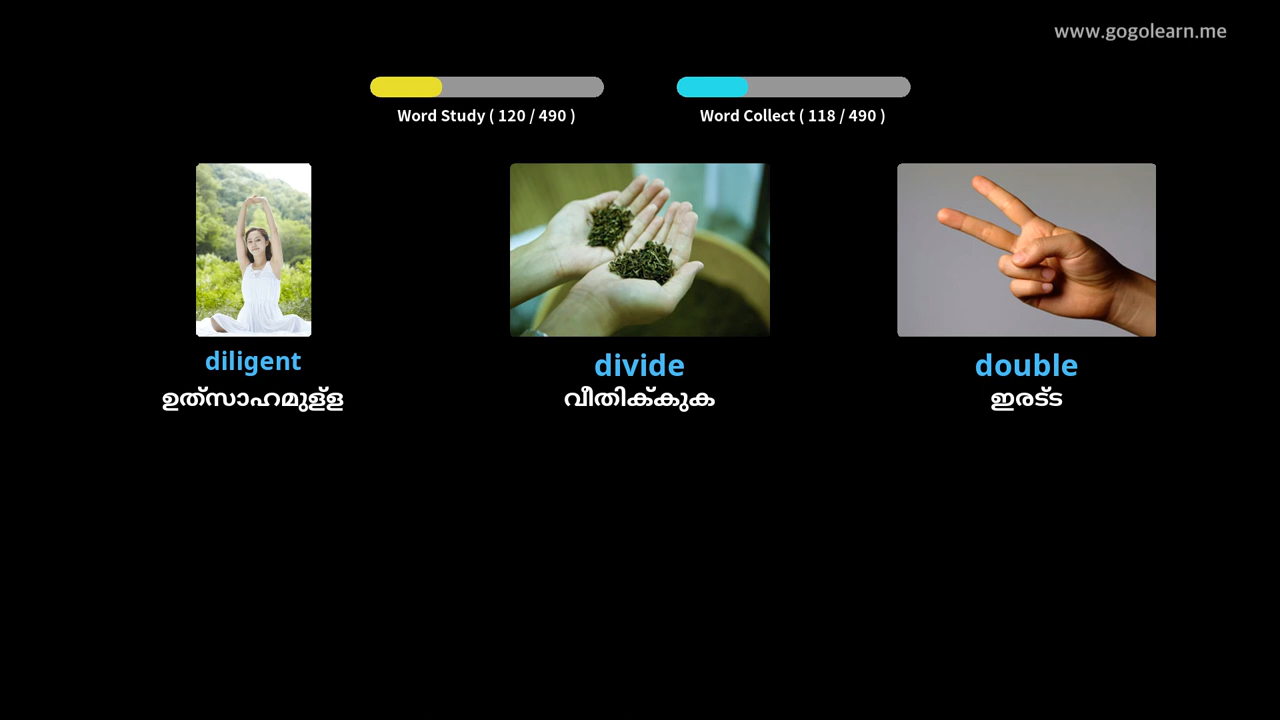 www.gogolearn.me
Word Study ( 120 / 490 )
Word Collect ( 118 / 490 )
diligent
ഉത്സാഹമുള്ള
divide
വീതിക്കുക
double
ഇരട്ട